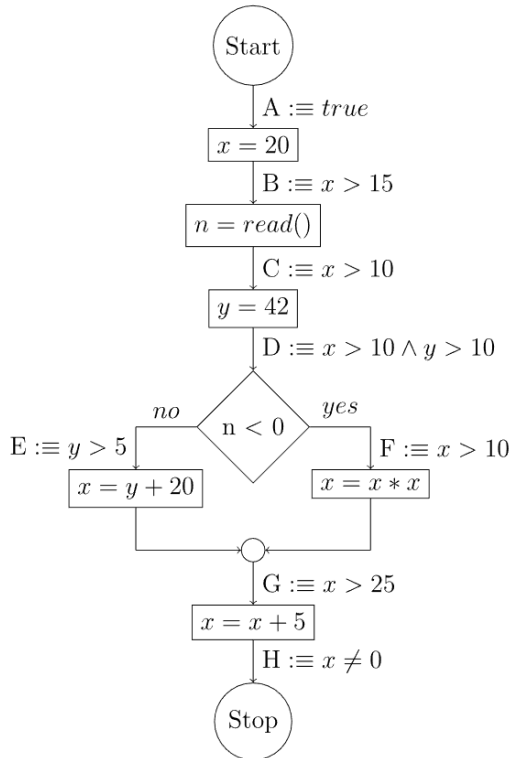 Start
A :≡ true
x = 20
B :≡ x > 15
n = read()
C :≡ x > 10
y = 42
D :≡ x > 10 ∧ y > 10
no
n < 0
yes
E :≡ y > 5
F :≡ x > 10
x = y + 20
x = x ∗ x
G :≡ x > 25
x = x + 5
H :≡ x ≠ 0
Stop